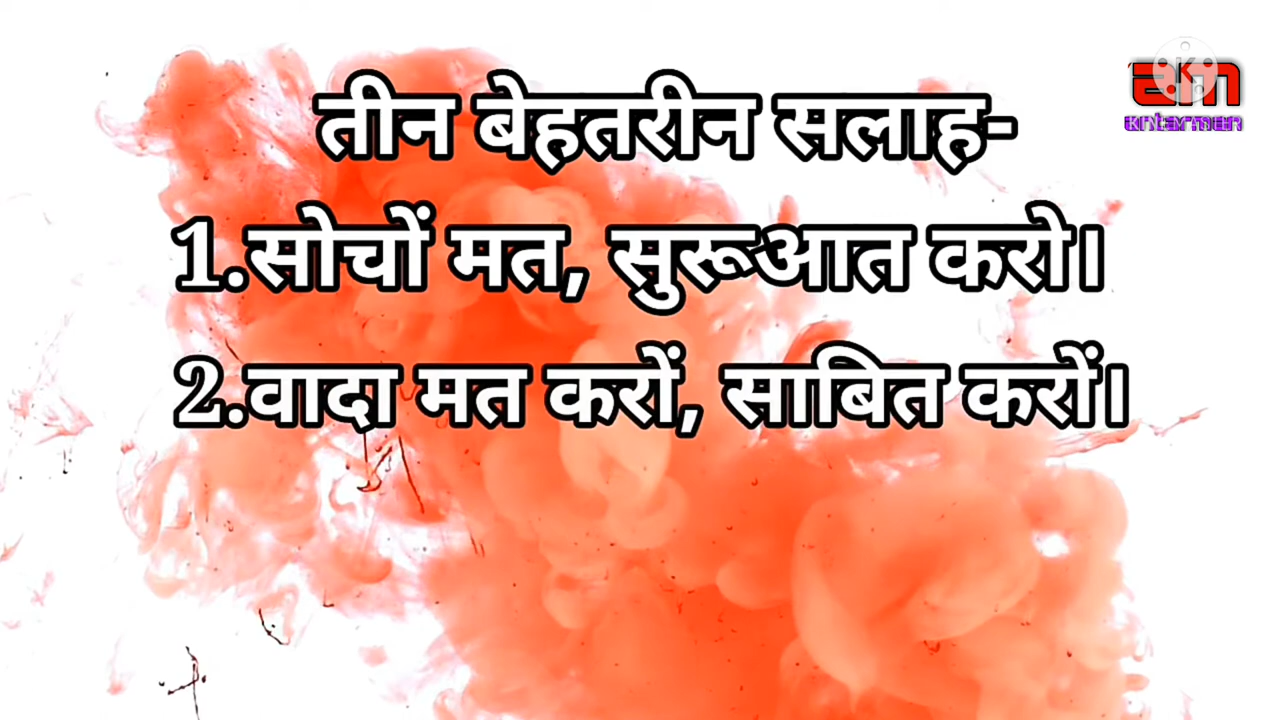 तीन बेहतरीन सलाह-
1.सोचों मत, सुरूआत करो।
2.वादा मत करों, साबित करों।